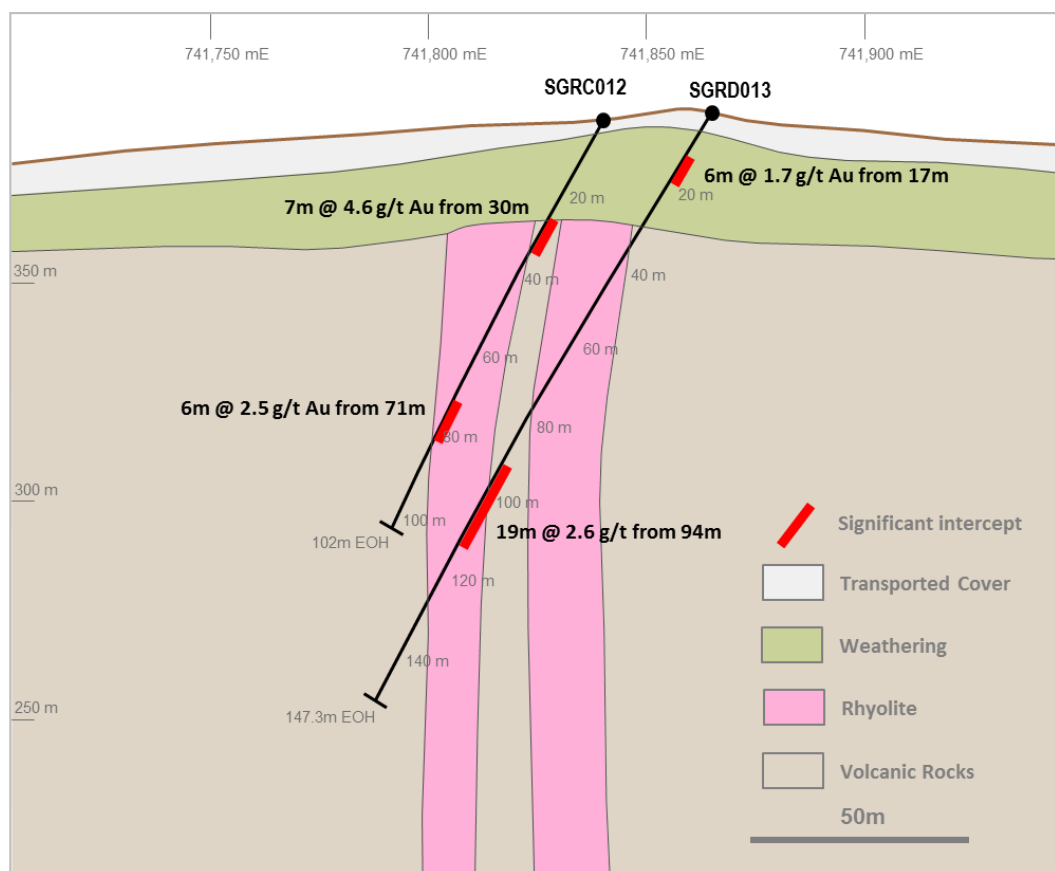 741,750 mE
741,800 mE
741,850 mE
741,900 mE
SGRC012
SGRD013
6m @ 1.7 g/t Au from 17m
20 m
20 m
7m @ 4.6 g/t Au from 30m
350 m
40 m
40 m
60 m
60 m
6m @ 2.5 g/t Au from 71m
80 m
80 m
300 m
100 m
100 m
102m EOH
19m @ 2.6 g/t from 94m
120 m
140 m
250 m
147.3m EOH
Significant intercept
Transported Cover
Weathering
Rhyolite
Volcanic Rocks
50m